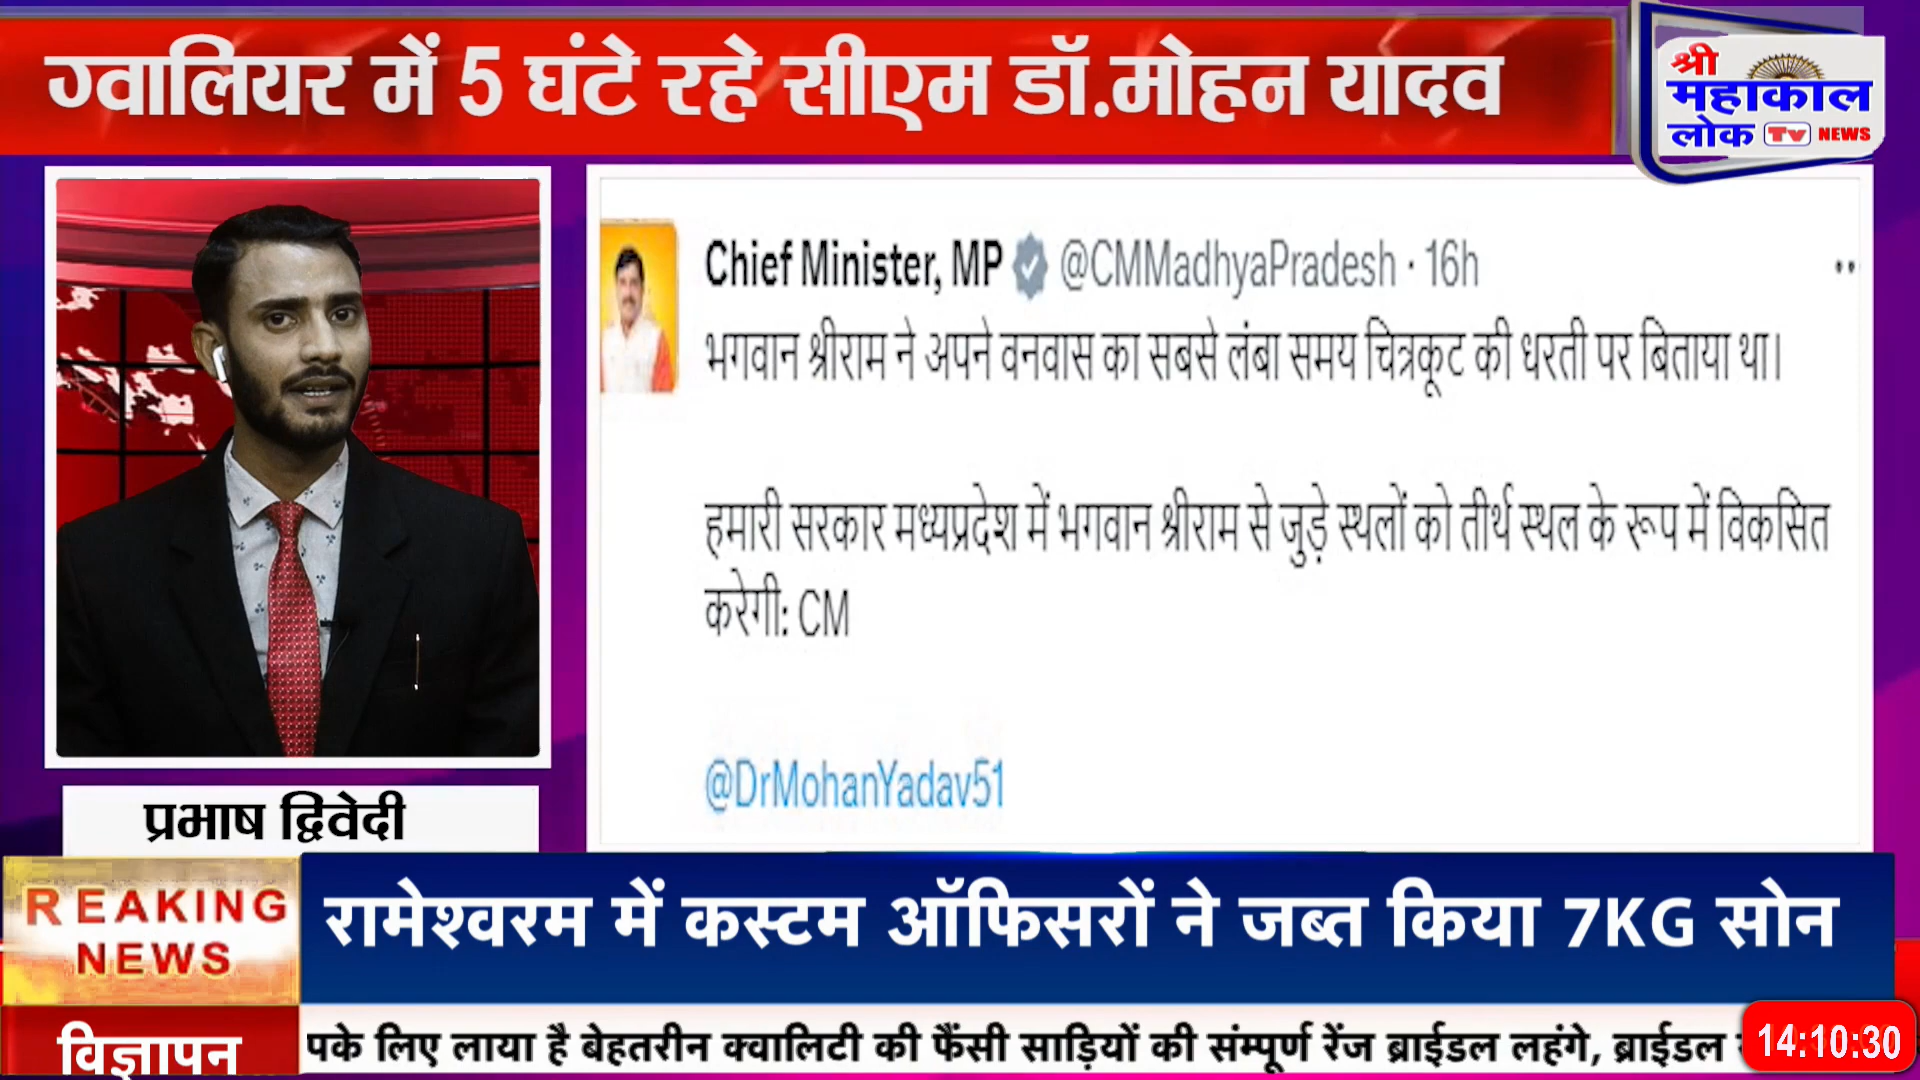 ग्वालियर में 5 घंटे रहे सीएम डॉ.मोहन यादव
श्री
महाकाल
लोक TV NEWS
Chief Minister, MP @CMMadhyaPradesh · 16h
भगवान श्रीराम ने अपने वनवास का सबसे लंबा समय चित्रकूट की धरती पर बिताया था।
हमारी सरकार मध्यप्रदेश में भगवान श्रीराम से जुड़े स्थलों को तीर्थ स्थल के रूप में विकसित
करेगी: CM
@DrMohanYadav51
प्रभाष द्विवेदी
REAKING
NEWS
रामेश्वरम में कस्टम ऑफिसरों ने जब्त किया 7KG सोन
विज्ञापन
पके लिए लाया है बेहतरीन क्वालिटी की फैंसी साड़ियों की संम्पूर्ण रेंज ब्राईडल लहंगे, ब्राईडल
14:10:30